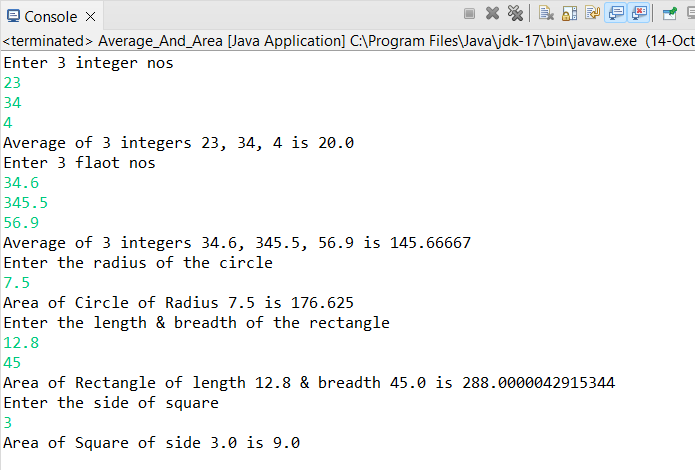 Console
<terminated> Average_And_Area [Java Application] C:\Program Files\Java\jdk-17\bin\javaw.exe (14-Oct
Enter 3 integer nos
23
34
4
Average of 3 integers 23, 34, 4 is 20.0
Enter 3 flaot nos
34.6
345.5
56.9
Average of 3 integers 34.6, 345.5, 56.9 is 145.66667
Enter the radius of the circle
7.5
Area of Circle of Radius 7.5 is 176.625
Enter the length & breadth of the rectangle
12.8
45
Area of Rectangle of length 12.8 & breadth 45.0 is 288.0000042915344
Enter the side of square
3
Area of Square of side 3.0 is 9.0